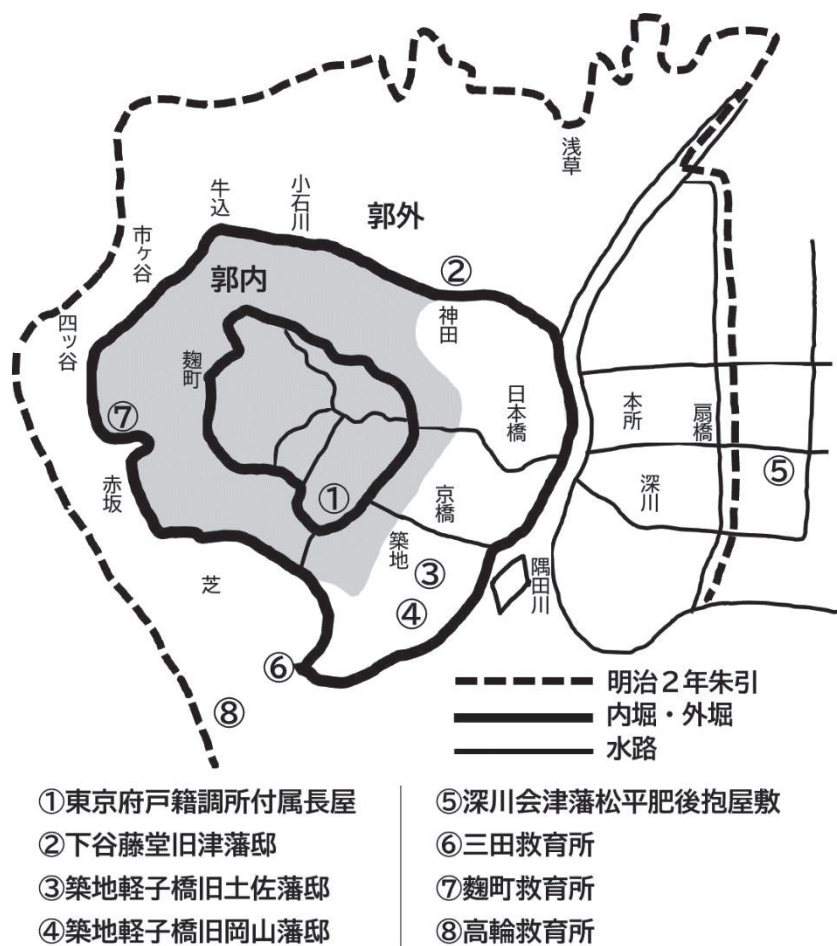 浅草
牛込
小石川
郭外
市ヶ谷
郭内
②
四ッ谷
神田
麹町
日本橋
本所
扇橋
⑦
⑤
赤坂
①
京橋
深川
築地
③
隅田川
芝
④
⑥
⑧
明治２年朱引
内堀・外堀
水路
①東京府戸籍調所付属長屋
②下谷藤堂旧津藩邸
③築地軽子橋旧土佐藩邸
④築地軽子橋旧岡山藩邸
⑤深川会津藩松平肥後抱屋敷
⑥三田救育所
⑦麹町救育所
⑧高輪救育所